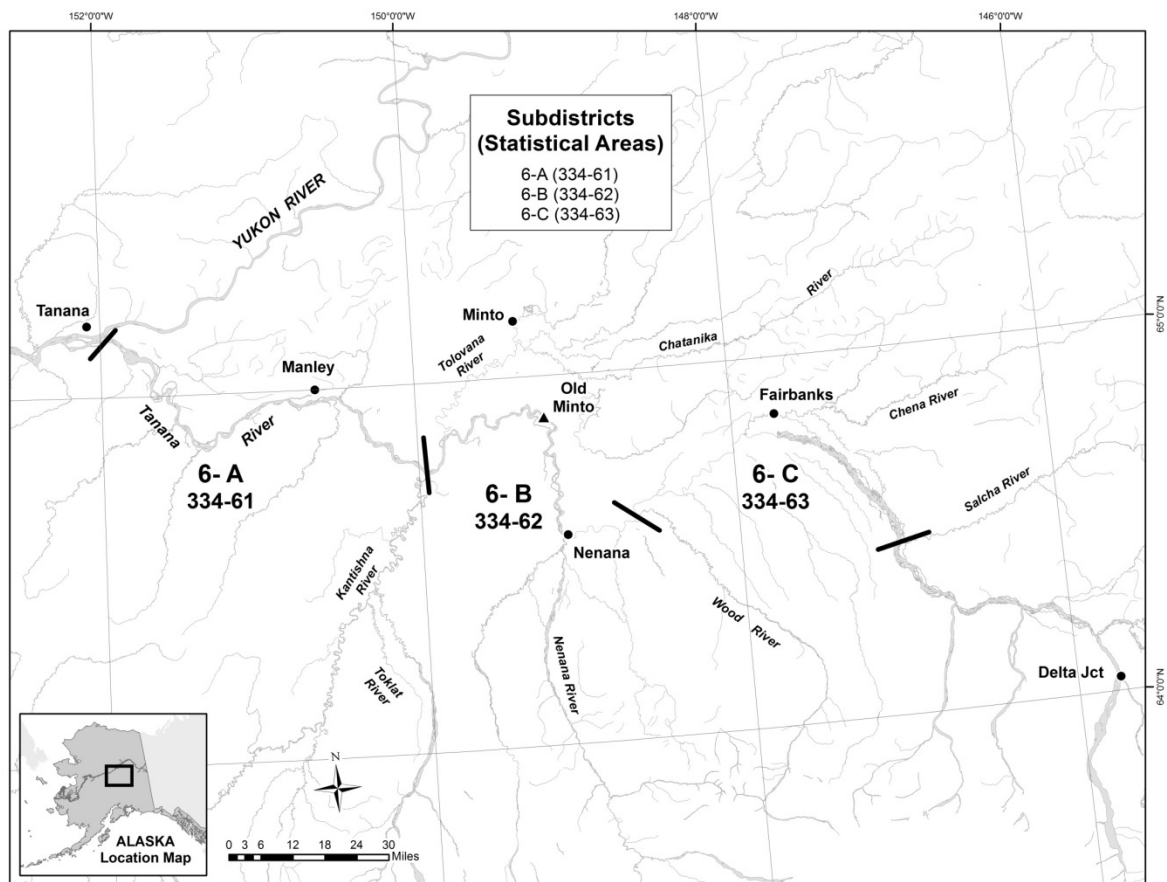 152°0'0"W
150°0'0"W
148°0'0"W
146°0'0"W
Subdistricts
(Statistical Areas)
6-A (334-61)
6-B (334-62)
6-C (334-63)
YUKON RIVER
Tanana
Minto
River
65°0'0"N
Chatanika
Tolovana
River
Manley
Old
Minto
Fairbanks
Chena River
Tanana
River
6- A
334-61
6- B
334-62
6- C
334-63
Salcha River
Nenana
Kantishna
River
Wood River
Nenana River
Toklat
River
Delta Jct
64°0'0"N
N
ALASKA
Location Map
0 3 6 12 18 24 30
Miles